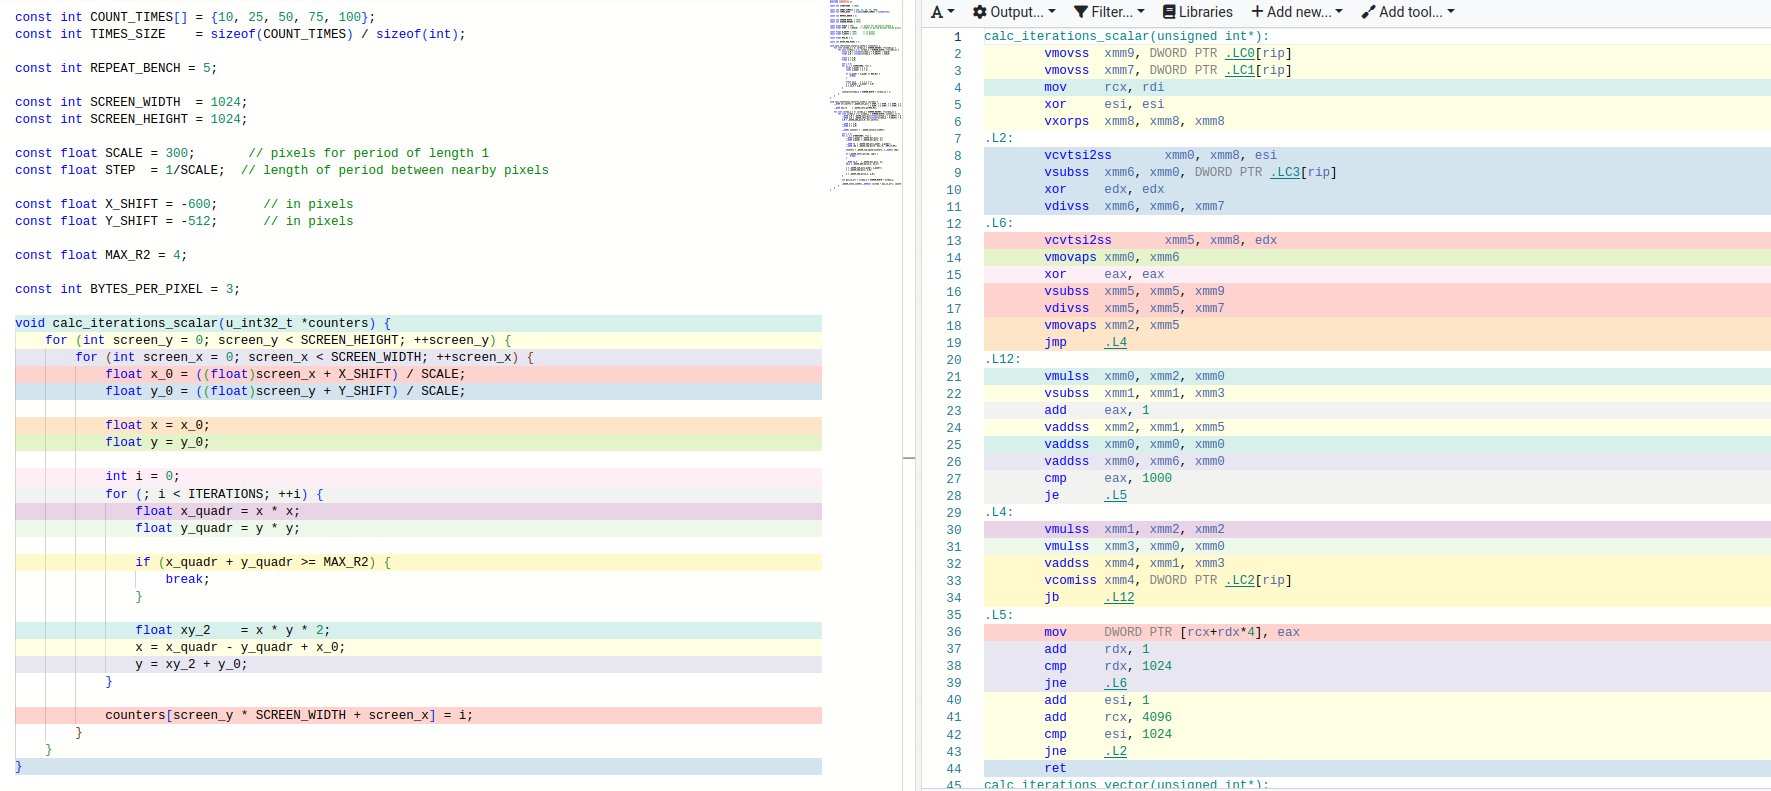 const int COUNT_TIMES[] = {10, 25, 50, 75, 100};
const int TIMES_SIZE    = sizeof(COUNT_TIMES) / sizeof(int);
const int REPEAT_BENCH = 5;
const int SCREEN_WIDTH  = 1024;
const int SCREEN_HEIGHT = 1024;
const float SCALE = 300;       // pixels for period of length 1
const float STEP  = 1/SCALE;  // length of period between nearby pixels
const float X_SHIFT = -600;      // in pixels
const float Y_SHIFT = -512;      // in pixels
const float MAX_R2 = 4;
const int BYTES_PER_PIXEL = 3;
void calc_iterations_scalar(u_int32_t *counters) {
    for (int screen_y = 0; screen_y < SCREEN_HEIGHT; ++screen_y) {
        for (int screen_x = 0; screen_x < SCREEN_WIDTH; ++screen_x) {
            float x_0 = ((float)screen_x + X_SHIFT) / SCALE;
            float y_0 = ((float)screen_y + Y_SHIFT) / SCALE;
            float x = x_0;
            float y = y_0;
            int i = 0;
            for (; i < ITERATIONS; ++i) {
                float x_quadr = x * x;
                float y_quadr = y * y;
                if (x_quadr + y_quadr >= MAX_R2) {
                    break;
                }
                float xy_2    = x * y * 2;
                x = x_quadr - y_quadr + x_0;
                y = xy_2 + y_0;
            }
            counters[screen_y * SCREEN_WIDTH + screen_x] = i;
        }
    }
}
A Output... Filter... Libraries + Add new... Add tool...
1 calc_iterations_scalar(unsigned int*):
2         vmovss  xmm9, DWORD PTR .LC0[rip]
3         vmovss  xmm7, DWORD PTR .LC1[rip]
4         mov     rcx, rdi
5         xor     esi, esi
6         vxorps  xmm8, xmm8, xmm8
7 .L2:
8         vcvtsi2ss       xmm0, xmm8, esi
9         vsubss  xmm6, xmm0, DWORD PTR .LC3[rip]
10         xor     edx, edx
11         vdivss  xmm6, xmm6, xmm7
12 .L6:
13         vcvtsi2ss       xmm5, xmm8, edx
14         vmovaps xmm0, xmm6
15         xor     eax, eax
16         vsubss  xmm5, xmm5, xmm9
17         vdivss  xmm5, xmm5, xmm7
18         vmovaps xmm2, xmm5
19         jmp     .L4
20 .L12:
21         vmulss  xmm0, xmm2, xmm0
22         vsubss  xmm1, xmm1, xmm3
23         add     eax, 1
24         vaddss  xmm2, xmm1, xmm5
25         vaddss  xmm0, xmm0, xmm0
26         vaddss  xmm0, xmm6, xmm0
27         cmp     eax, 1000
28         je      .L5
29 .L4:
30         vmulss  xmm1, xmm2, xmm2
31         vmulss  xmm3, xmm0, xmm0
32         vaddss  xmm4, xmm1, xmm3
33         vcomiss xmm4, DWORD PTR .LC2[rip]
34         jb      .L12
35 .L5:
36         mov     DWORD PTR [rcx+rdx*4], eax
37         add     rdx, 1
38         cmp     rdx, 1024
39         jne     .L6
40         add     esi, 1
41         add     rcx, 4096
42         cmp     esi, 1024
43         jne     .L2
44         ret
45 calc_iterations_vector(unsigned int*):